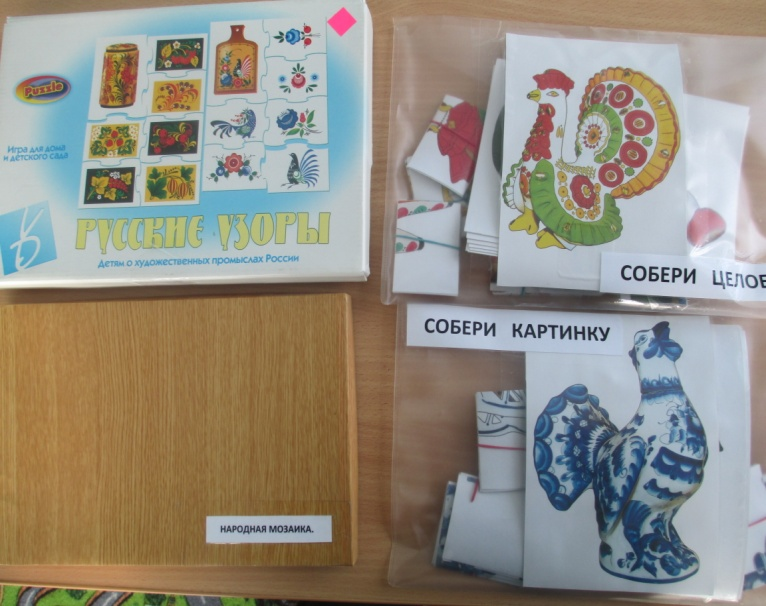 Puzzle
Игра для дома
и детского сада
РУССКИЕ УЗОРЫ
Детям о художественных промыслах России
СОБЕРИ ЦЕЛОЕ
СОБЕРИ КАРТИНКУ
НАРОДНАЯ МОЗАИКА.